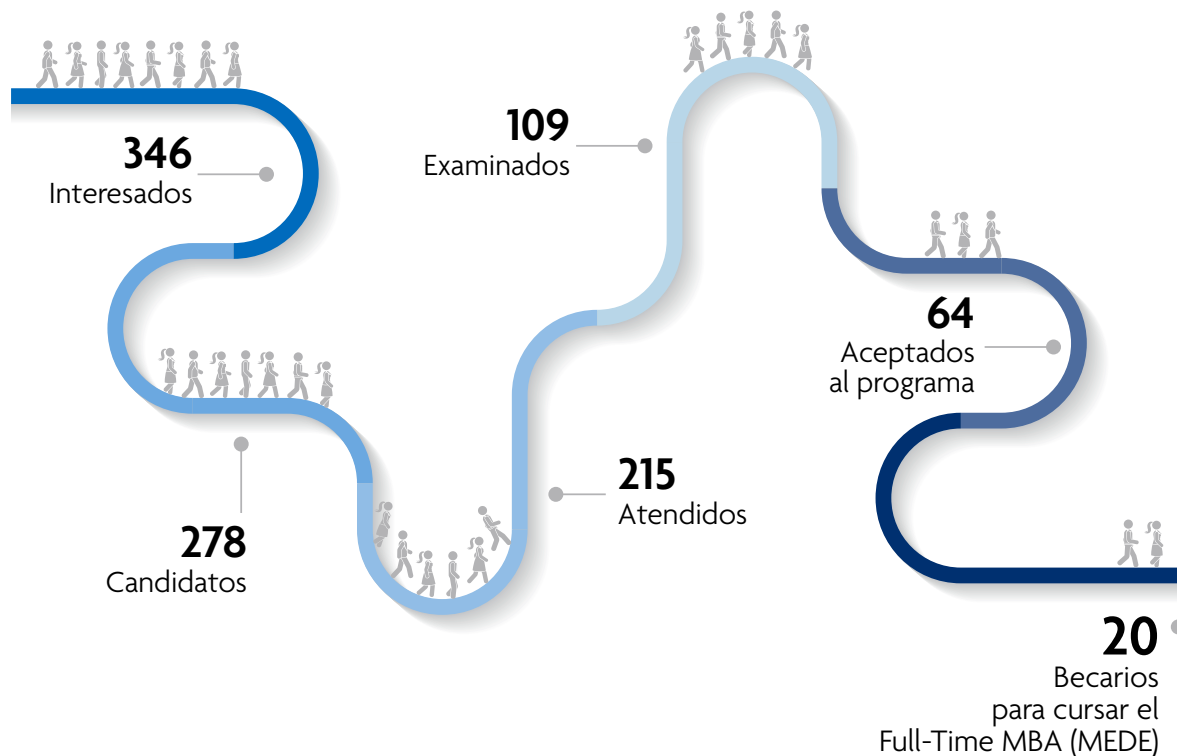 346
Interesados
278
Candidatos
215
Atendidos
109
Examinados
64
Aceptados
al programa
20
Becarios
para cursar el
Full-Time MBA (MEDE)